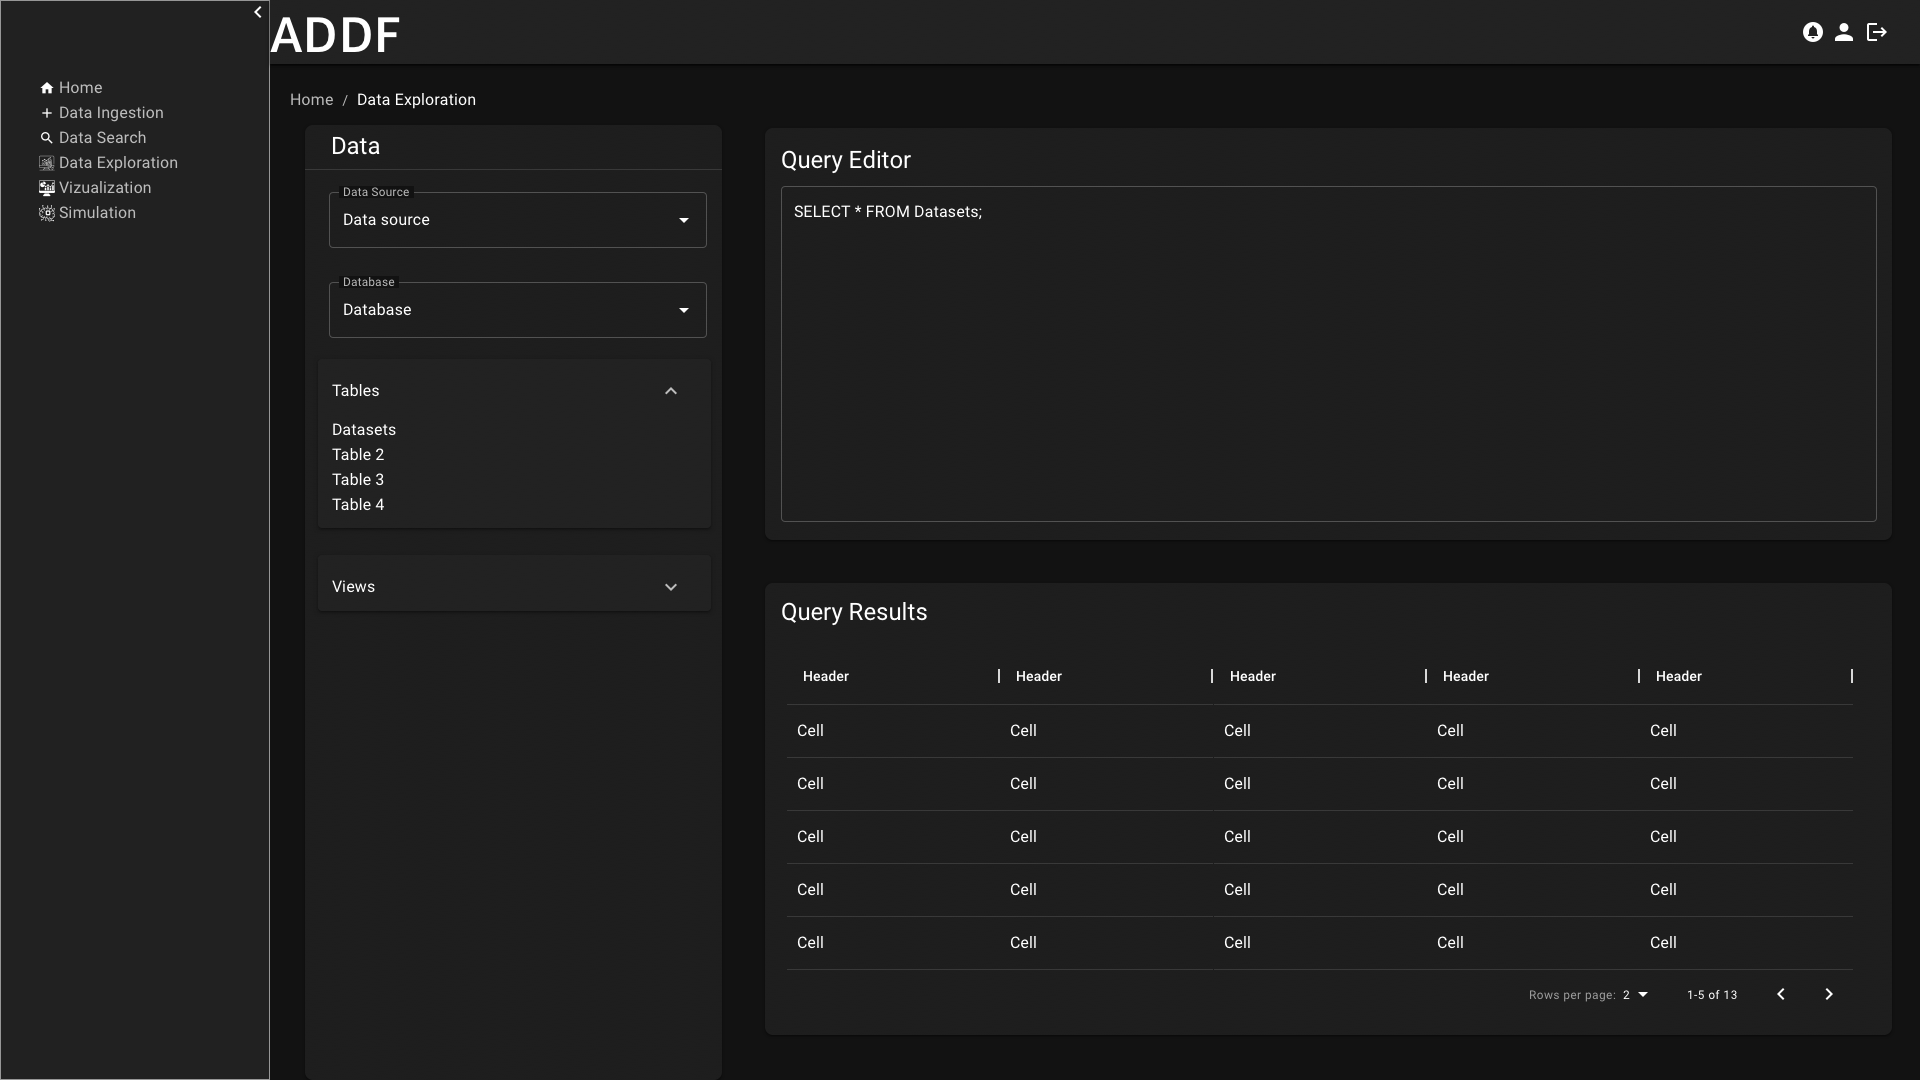 ADDF
Home
Data Ingestion
Data Search
Data Exploration
Vizualization
Simulation
Home / Data Exploration
Data
Data Source
Data source
Database
Database
Tables
Datasets
Table 2
Table 3
Table 4
Views
Query Editor
SELECT * FROM Datasets;
Query Results
Header Header Header Header Header
Cell Cell Cell Cell Cell
Cell Cell Cell Cell Cell
Cell Cell Cell Cell Cell
Cell Cell Cell Cell Cell
Cell Cell Cell Cell Cell
Rows per page: 2 1-5 of 13